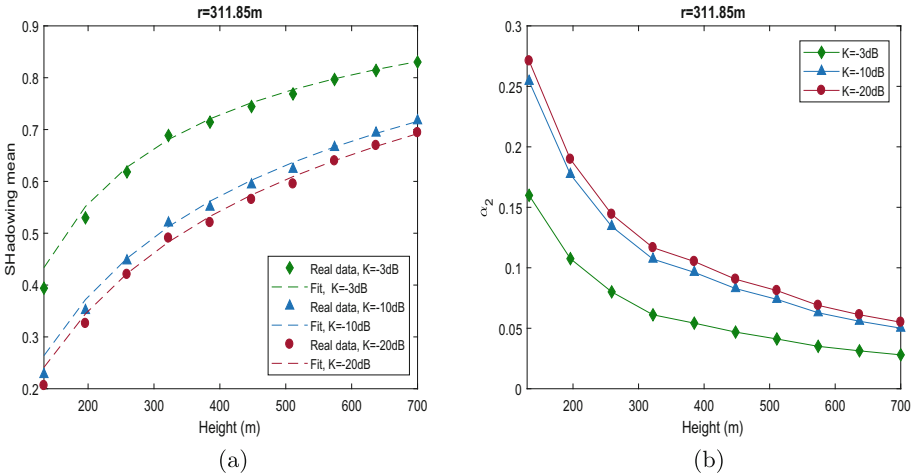 r=311.85m
0.9
0.8
0.7
0.6
0.5
0.4
0.3
0.2
SHadowing mean
Real data, K=-3dB
Fit, K=-3dB
Real data, K=-10dB
Fit, K=-10dB
Real data, K=-20dB
Fit, K=-20dB
200 300 400 500 600 700
Height (m)
(a)
r=311.85m
0.3
0.25
0.2
0.15
0.1
0.05
0
α2
K=-3dB
K=-10dB
K=-20dB
200 300 400 500 600 700
Height (m)
(b)